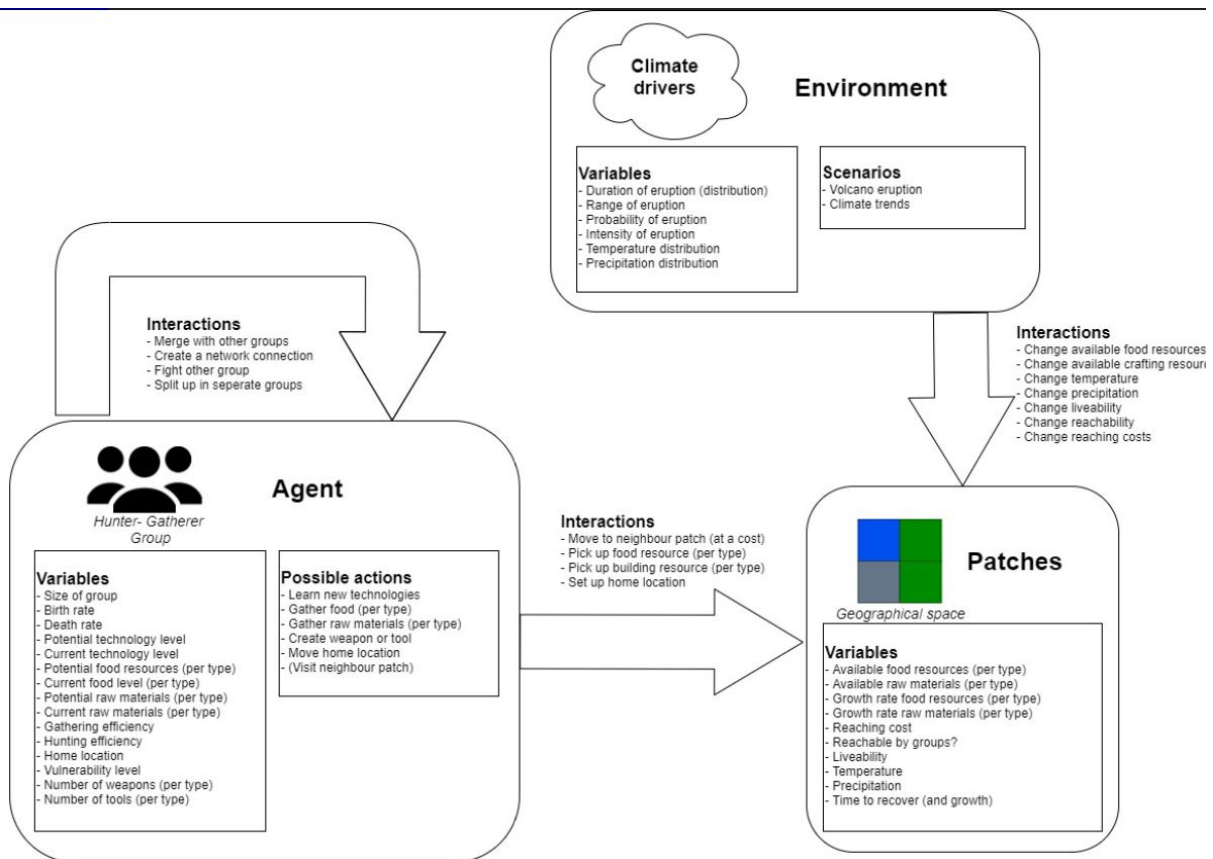 Climate
drivers
Environment
Variables
- Duration of eruption (distribution)
- Range of eruption
- Probability of eruption
- Intensity of eruption
- Temperature distribution
- Precipitation distribution
Scenarios
- Volcano eruption
- Climate trends
Interactions
- Merge with other groups
- Create a network connection
- Fight other group
- Split up in seperate groups
Interactions
- Change available food resources
- Change available crafting resourc
- Change temperature
- Change precipitation
- Change liveability
- Change reachability
- Change reaching costs
Agent
Hunter- Gatherer
Group
Variables
- Size of group
- Birth rate
- Death rate
- Potential technology level
- Current technology level
- Potential food resources (per type)
- Current food level (per type)
- Potential raw materials (per type)
- Current raw materials (per type)
- Gathering efficiency
- Hunting efficiency
- Home location
- Vulnerability level
- Number of weapons (per type)
- Number of tools (per type)
Possible actions
- Learn new technologies
- Gather food (per type)
- Gather raw materials (per type)
- Create weapon or tool
- Move home location
- (Visit neighbour patch)
Interactions
- Move to neighbour patch (at a cost)
- Pick up food resource (per type)
- Pick up building resource (per type)
- Set up home location
Patches
Geographical space
Variables
- Available food resources (per type)
- Available raw materials (per type)
- Growth rate food resources (per type)
- Growth rate raw materials (per type)
- Reaching cost
- Reachable by groups?
- Liveability
- Temperature
- Precipitation
- Time to recover (and growth)